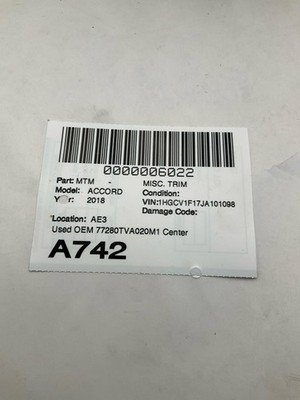 0000006022
Part: MTM - MISC. TRIM
Model: ACCORD Condition:
Year: 2018 VIN:1HGCV1F17JA101098
Damage Code:
Location: AE3
Used OEM 77280TVA020M1 Center
A742